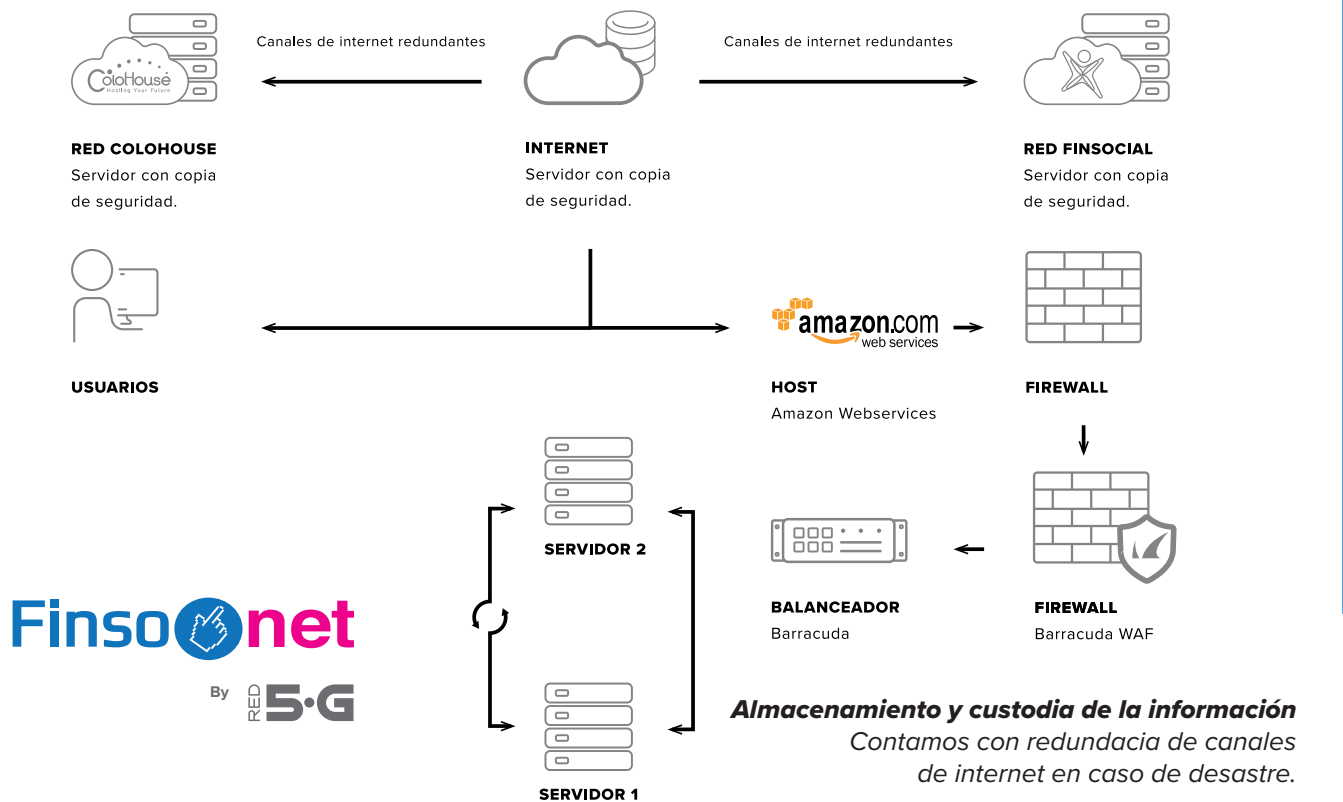 Canales de internet redundantes
Canales de internet redundantes
ColoHouse
Hosting Your Future
RED COLOHOUSE
Servidor con copia
de seguridad.
INTERNET
Servidor con copia
de seguridad.
RED FINSOCIAL
Servidor con copia
de seguridad.
USUARIOS
amazon.com
web services
HOST
Amazon Webservices
FIREWALL
SERVIDOR 2
BALANCEADOR
Barracuda
FIREWALL
Barracuda WAF
Finso net
By RED 5·G
SERVIDOR 1
Almacenamiento y custodia de la información
Contamos con redundacia de canales
de internet en caso de desastre.